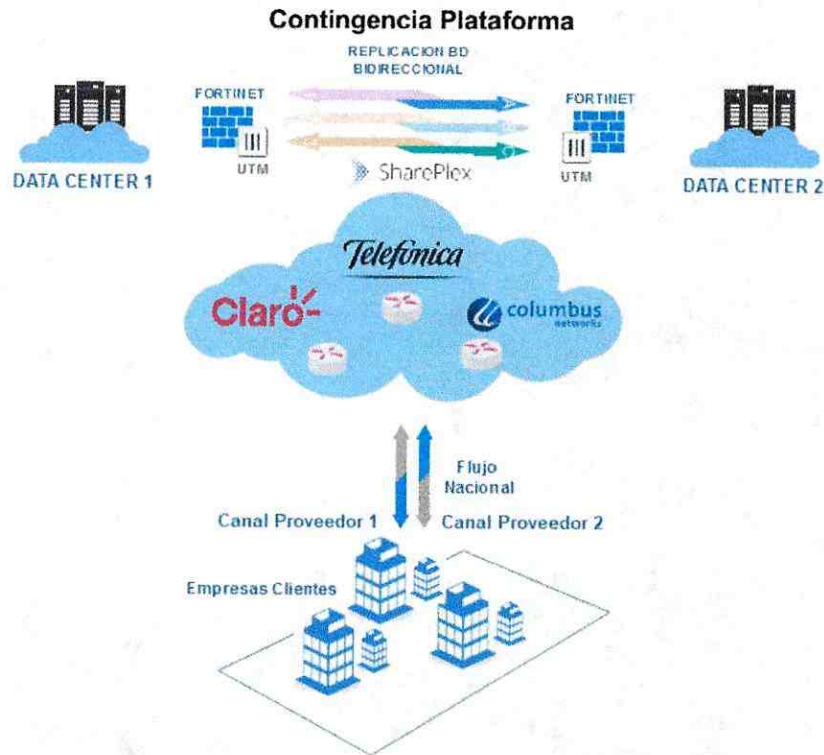 Contingencia Plataforma
REPLICACION BD
BIDIRECCIONAL
FORTINET
FORTINET
UTM
UTM
DATA CENTER 1
SharePlex
DATA CENTER 2
Telefónica
Claro
columbus
networks
Flujo
Nacional
Canal Proveedor 1
Canal Proveedor 2
Empresas Clientes